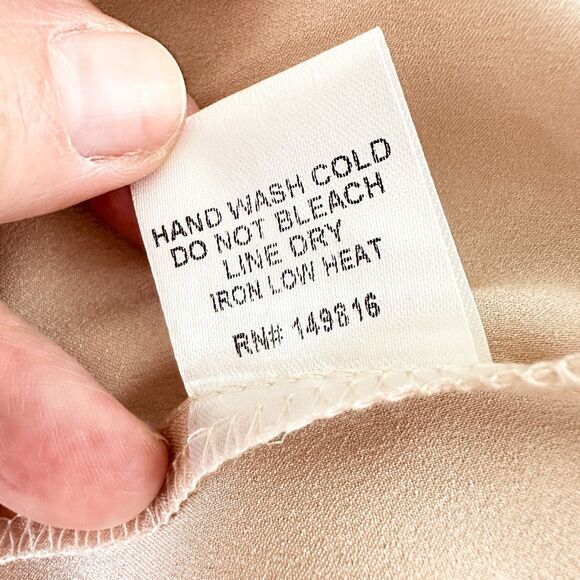 HAND WASH COLD
DO NOT BLEACH
LINE DRY
IRON LOW HEAT
RN# 149816